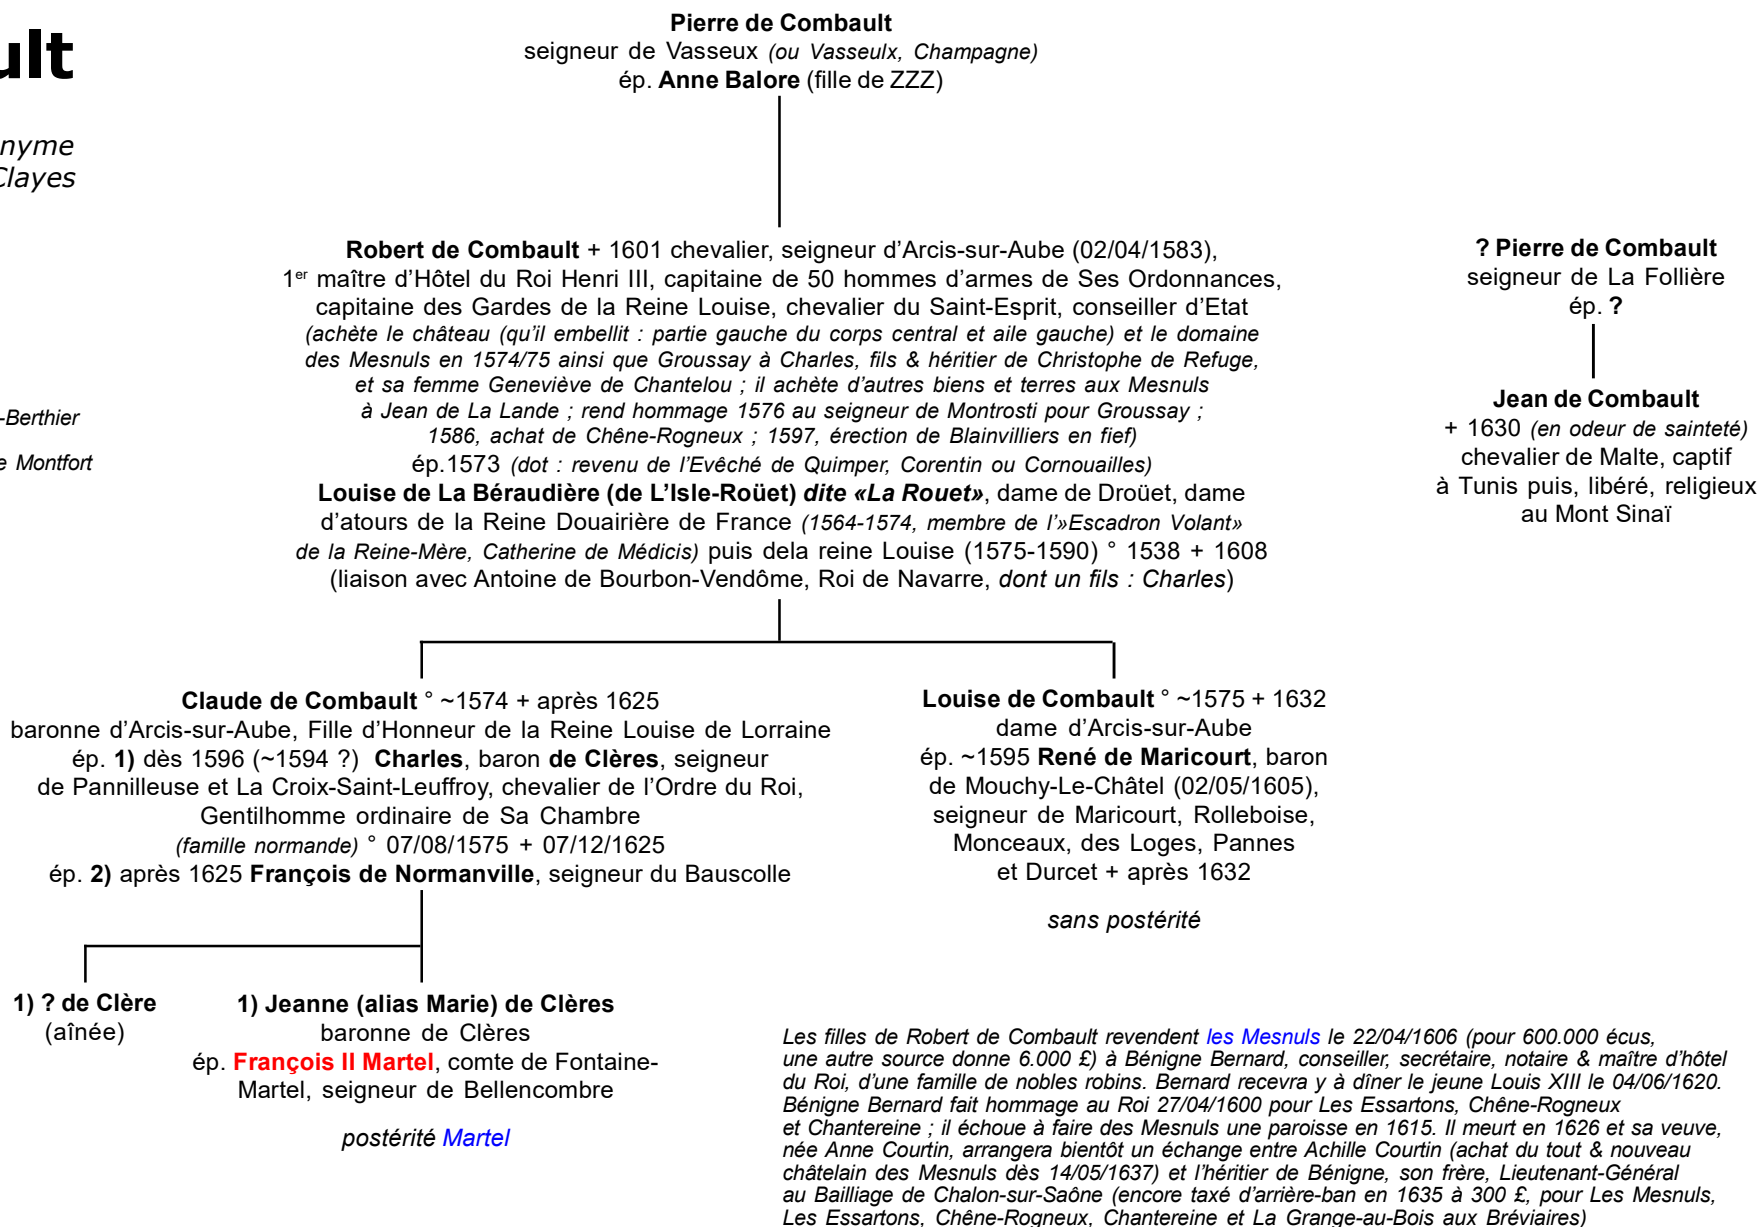 ult
nyme
Clayes
-Berthier
e Montfort
Pierre de Combault
seigneur de Vasseux (ou Vasseulx, Champagne)
ép. Anne Balore (fille de ZZZ)
Robert de Combault + 1601 chevalier, seigneur d’Arcis-sur-Aube (02/04/1583),
1er maître d’Hôtel du Roi Henri III, capitaine de 50 hommes d’armes de Ses Ordonnances,
capitaine des Gardes de la Reine Louise, chevalier du Saint-Esprit, conseiller d’Etat
(achète le château (qu’il embellit : partie gauche du corps central et aile gauche) et le domaine
des Mesnuls en 1574/75 ainsi que Groussay à Charles, fils & héritier de Christophe de Refuge,
et sa femme Geneviève de Chantelou ; il achète d’autres biens et terres aux Mesnuls
à Jean de La Lande ; rend hommage 1576 au seigneur de Montrosti pour Groussay ;
1586, achat de Chêne-Rogneux ; 1597, érection de Blainvilliers en fief)
ép.1573 (dot : revenu de l’Evêché de Quimper, Corentin ou Cornouailles)
Louise de La Béraudière (de L’Isle-Roüet) dite «La Rouet», dame de Droüet, dame
d’atours de la Reine Douairière de France (1564-1574, membre de l’»Escadron Volant»
de la Reine-Mère, Catherine de Médicis) puis dela reine Louise (1575-1590) ° 1538 + 1608
(liaison avec Antoine de Bourbon-Vendôme, Roi de Navarre, dont un fils : Charles)
? Pierre de Combault
seigneur de La Follière
ép. ?
Jean de Combault
+ 1630 (en odeur de sainteté)
chevalier de Malte, captif
à Tunis puis, libéré, religieux
au Mont Sinaï
Claude de Combault ° ~1574 + après 1625
baronne d’Arcis-sur-Aube, Fille d’Honneur de la Reine Louise de Lorraine
ép. 1) dès 1596 (~1594 ?) Charles, baron de Clères, seigneur
de Pannilleuse et La Croix-Saint-Leuffroy, chevalier de l’Ordre du Roi,
Gentilhomme ordinaire de Sa Chambre
(famille normande) ° 07/08/1575 + 07/12/1625
ép. 2) après 1625 François de Normanville, seigneur du Bauscolle
Louise de Combault ° ~1575 + 1632
dame d’Arcis-sur-Aube
ép. ~1595 René de Maricourt, baron
de Mouchy-Le-Châtel (02/05/1605),
seigneur de Maricourt, Rolleboise,
Monceaux, des Loges, Pannes
et Durcet + après 1632
sans postérité
1) ? de Clère
(aînée)
1) Jeanne (alias Marie) de Clères
baronne de Clères
ép. François II Martel, comte de Fontaine-
Martel, seigneur de Bellencombre
postérité Martel
Les filles de Robert de Combault revendent les Mesnuls le 22/04/1606 (pour 600.000 écus,
une autre source donne 6.000 £) à Bénigne Bernard, conseiller, secrétaire, notaire & maître d’hôtel
du Roi, d’une famille de nobles robins. Bernard recevra y à dîner le jeune Louis XIII le 04/06/1620.
Bénigne Bernard fait hommage au Roi 27/04/1600 pour Les Essartons, Chêne-Rogneux
et Chantereine ; il échoue à faire des Mesnuls une paroisse en 1615. Il meurt en 1626 et sa veuve,
née Anne Courtin, arrangera bientôt un échange entre Achille Courtin (achat du tout & nouveau
châtelain des Mesnuls dès 14/05/1637) et l’héritier de Bénigne, son frère, Lieutenant-Général
au Bailliage de Chalon-sur-Saône (encore taxé d’arrière-ban en 1635 à 300 £, pour Les Mesnuls,
Les Essartons, Chêne-Rogneux, Chantereine et La Grange-au-Bois aux Bréviaires)